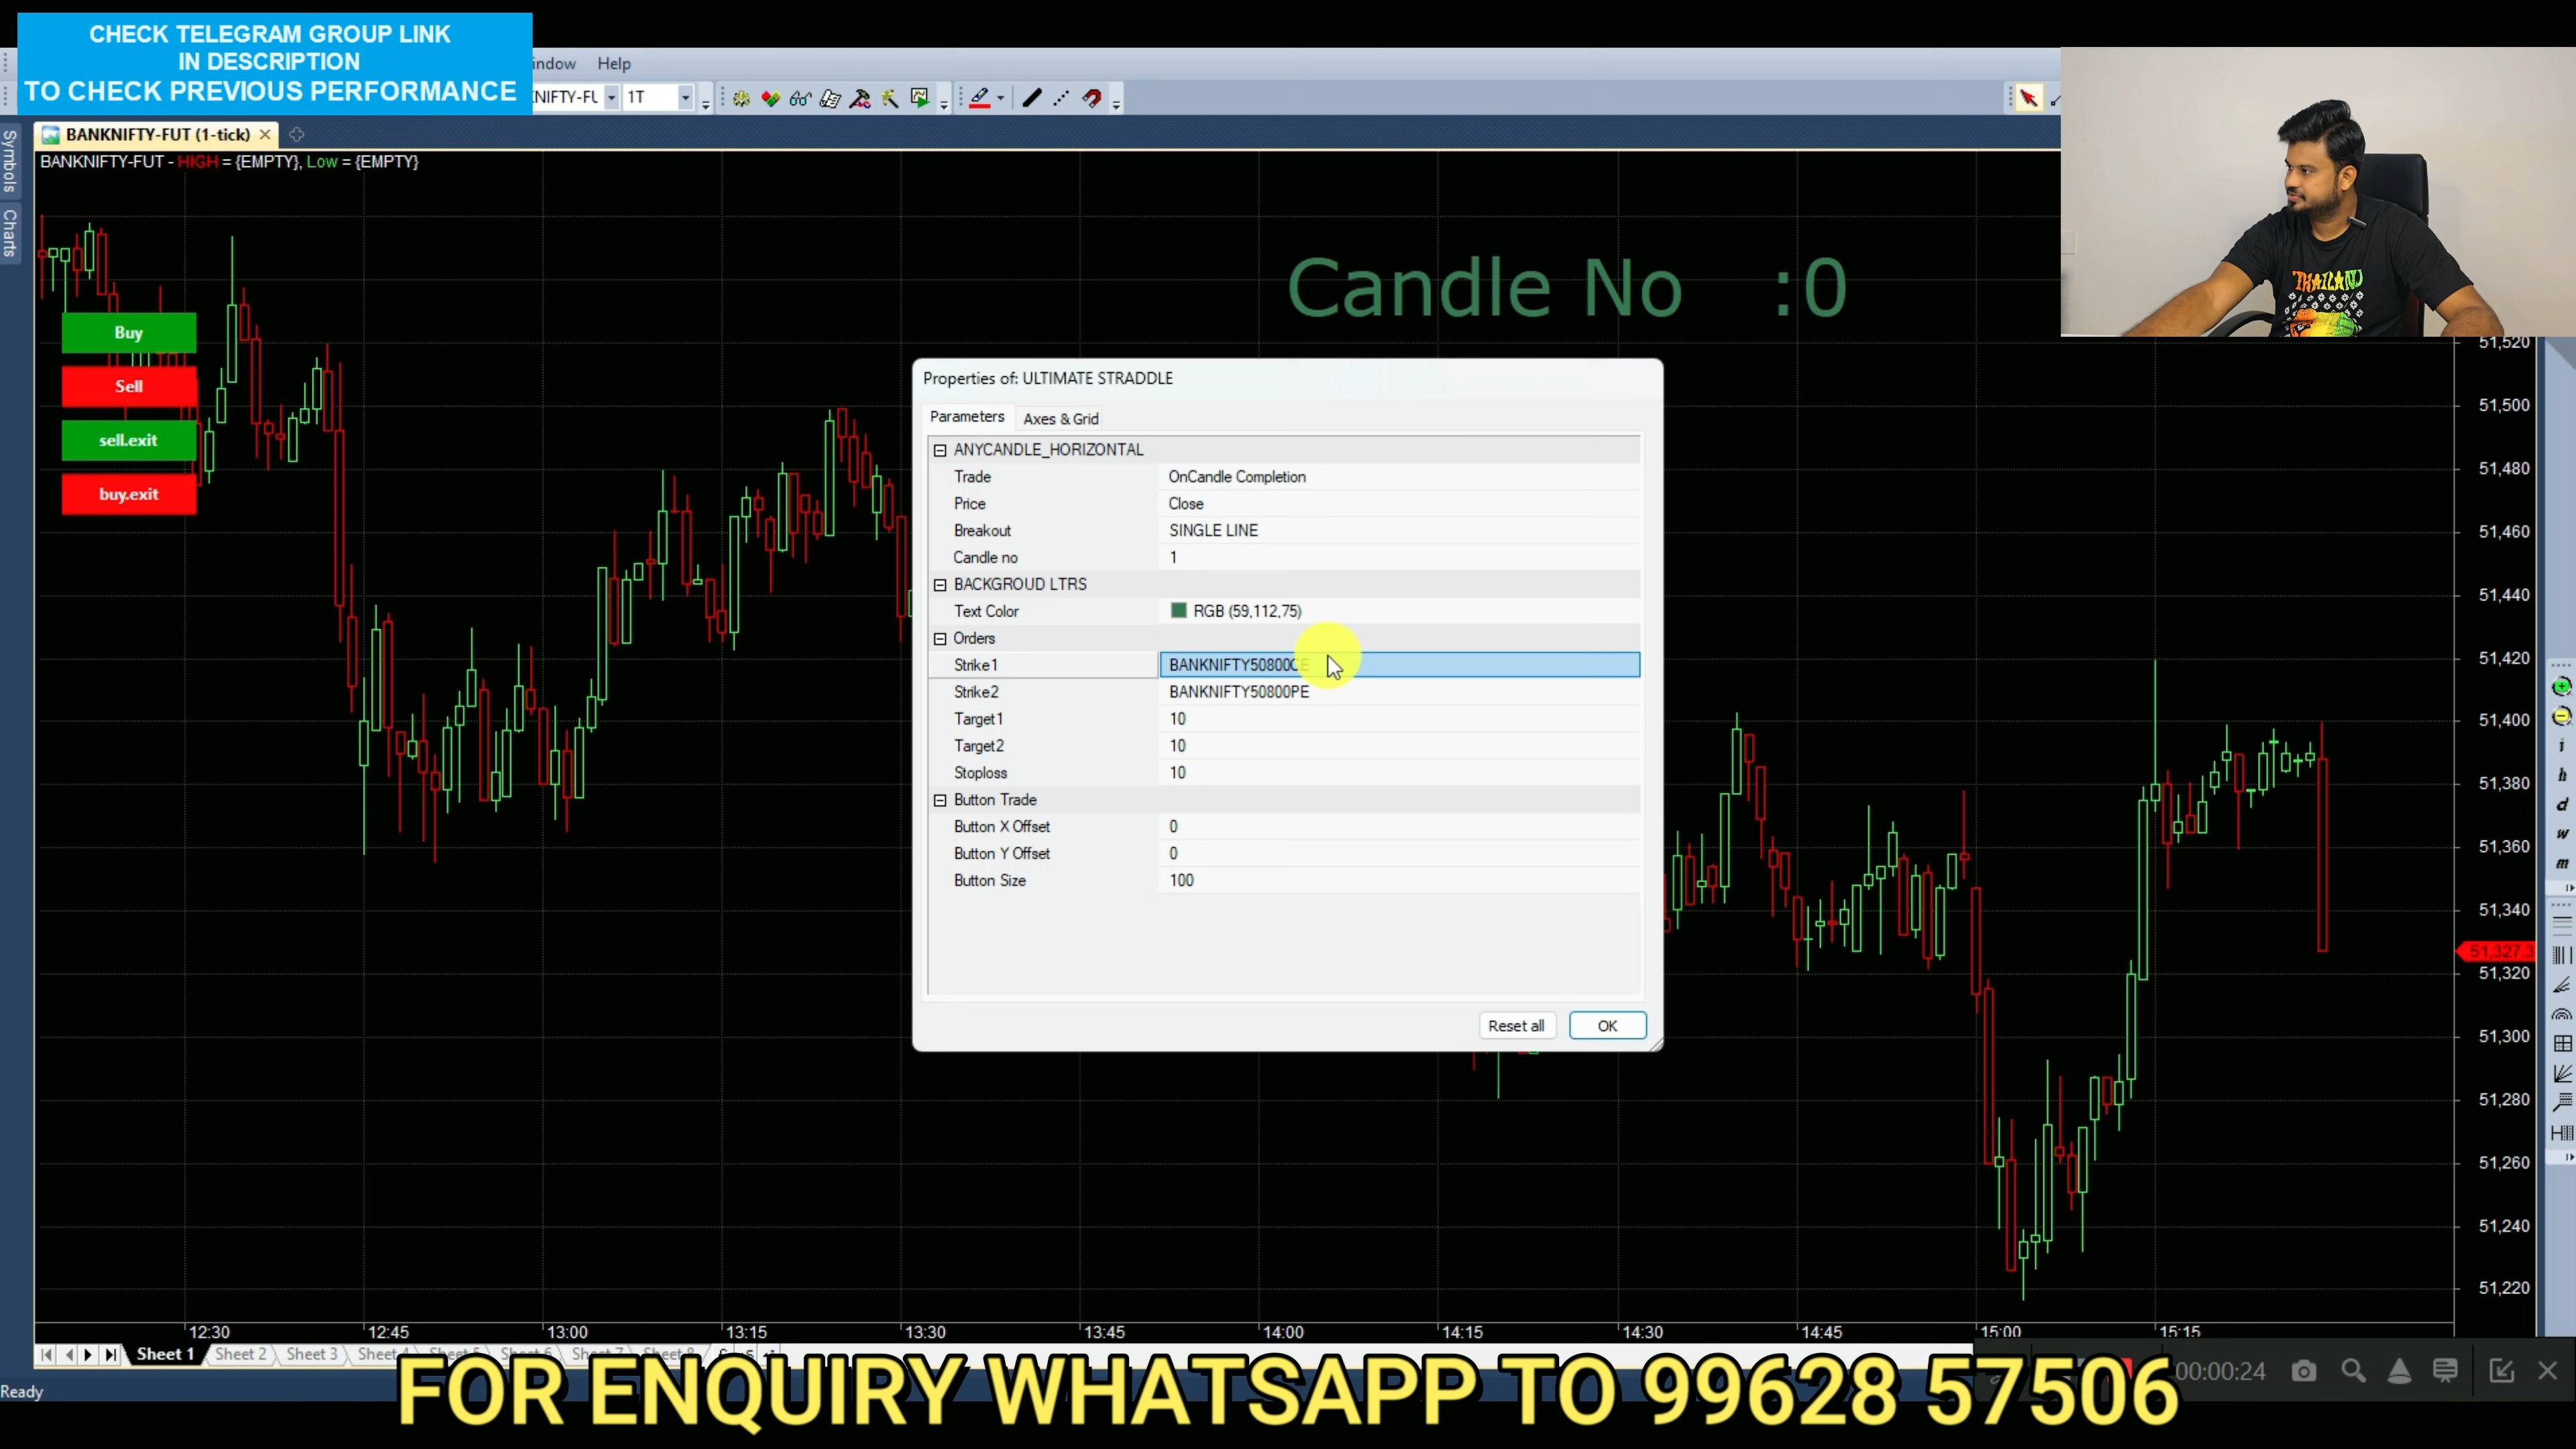 CHECK TELEGRAM GROUP LINK
IN DESCRIPTION
TO CHECK PREVIOUS PERFORMANCE
Help
1T
Symbols
Charts
BANKNIFTY-FUT (1-tick)
BANKNIFTY-FUT - HIGH = {EMPTY}, Low = {EMPTY}
Candle No :0
THAILAND
Buy
Sell
sell.exit
buy.exit
Properties of: ULTIMATE STRADDLE
Parameters Axes & Grid
ANYCANDLE_HORIZONTAL
Trade OnCandle Completion
Price Close
Breakout SINGLE LINE
Candle no 1
BACKGROUD LTRS
Text Color RGB (59,112,75)
Orders
Strike1 BANKNIFTY50800CE
Strike2 BANKNIFTY50800PE
Target1 10
Target2 10
Stoploss 10
Button Trade
Button X Offset 0
Button Y Offset 0
Button Size 100
Reset all OK
51,520
51,500
51,480
51,460
51,440
51,420
51,400
51,380
51,360
51,340
51,327.3
51,320
51,300
51,280
51,260
51,240
51,220
i
h
d
w
m
12:30 12:45 13:00 13:15 13:30 13:45 14:00 14:15 14:30 14:45 15:00 15:15
Sheet 1 Sheet 2 Sheet 3
Ready
00:00:24
FOR ENQUIRY WHATSAPP TO 99628 57506